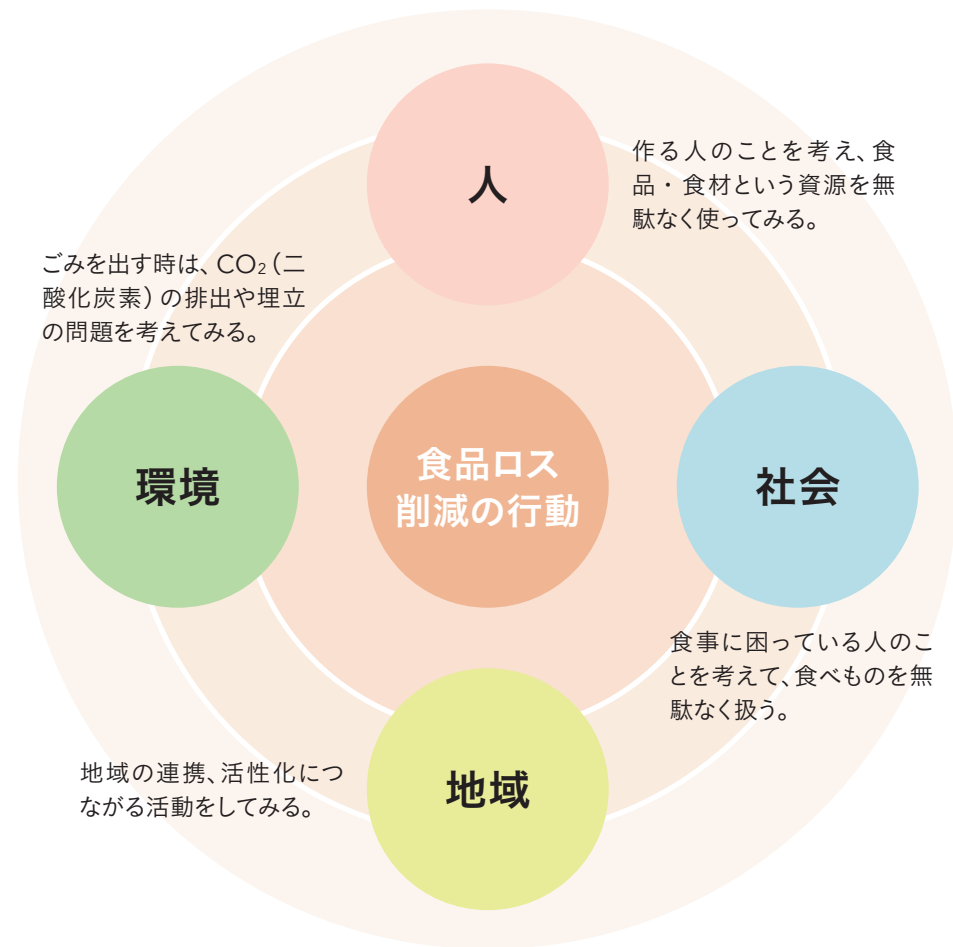 人
作る人のことを考え、食
品・食材という資源を無
駄なく使ってみる。
ごみを出す時は、CO₂（二
酸化炭素）の排出や埋立
の問題を考えてみる。
環境
食品ロス
削減の行動
社会
食事に困っている人のこ
とを考えて、食べものを無
駄なく扱う。
地域の連携、活性化につ
ながる活動をしてみる。
地域